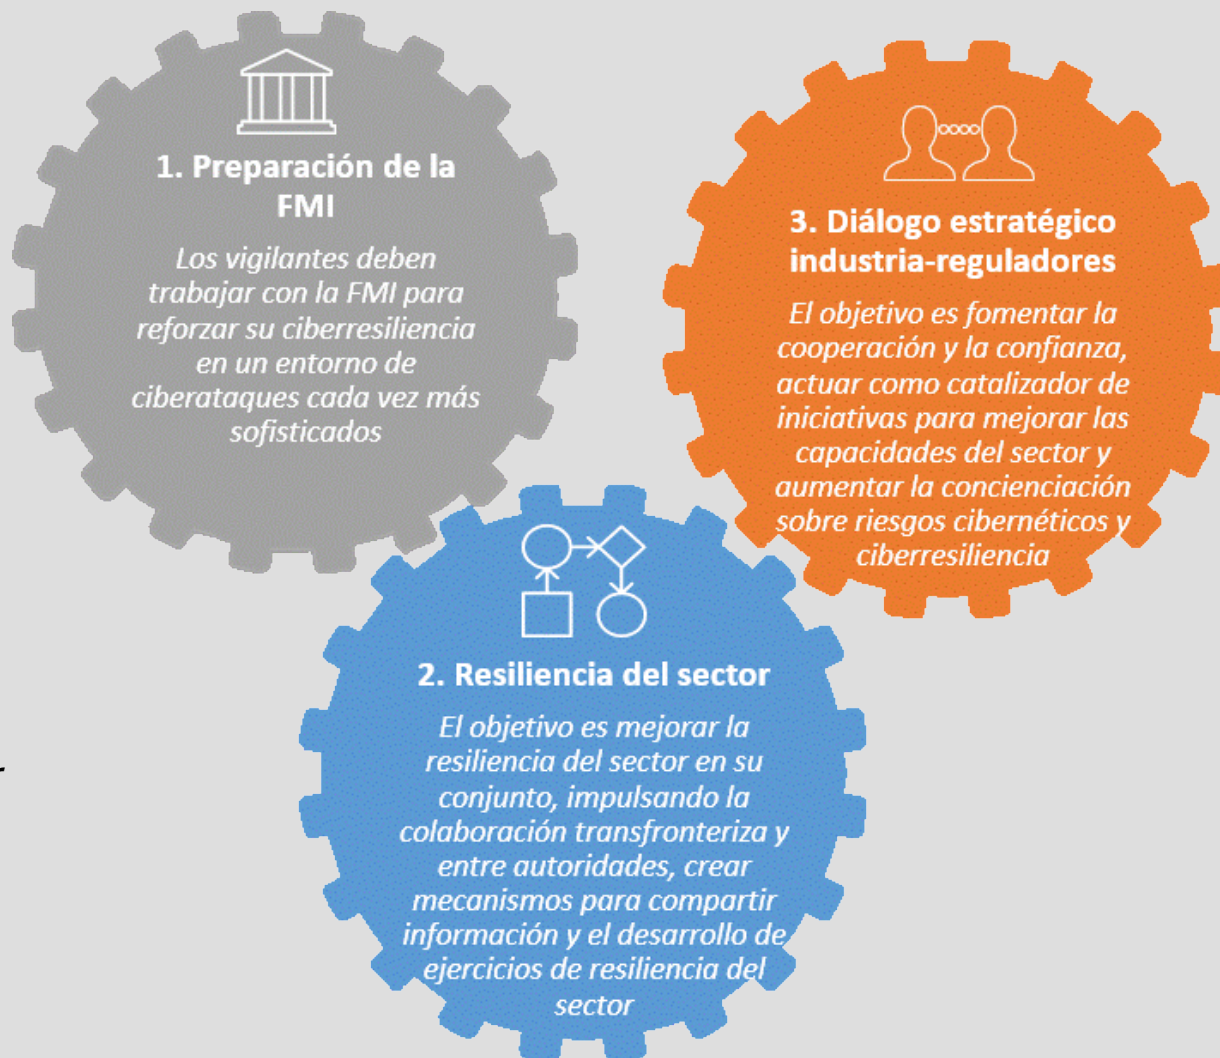 1. Preparación de la
FMI
Los vigilantes deben
trabajar con la FMI para
reforzar su ciberresiliencia
en un entorno de
ciberataques cada vez más
sofisticados
2. Resiliencia del sector
El objetivo es mejorar la
resiliencia del sector en su
conjunto, impulsando la
colaboración transfronteriza y
entre autoridades, crear
mecanismos para compartir
información y el desarrollo de
ejercicios de resiliencia del
sector
3. Diálogo estratégico
industria-reguladores
El objetivo es fomentar la
cooperación y la confianza,
actuar como catalizador de
iniciativas para mejorar las
capacidades del sector y
aumentar la concienciación
sobre riesgos cibernéticos y
ciberresiliencia